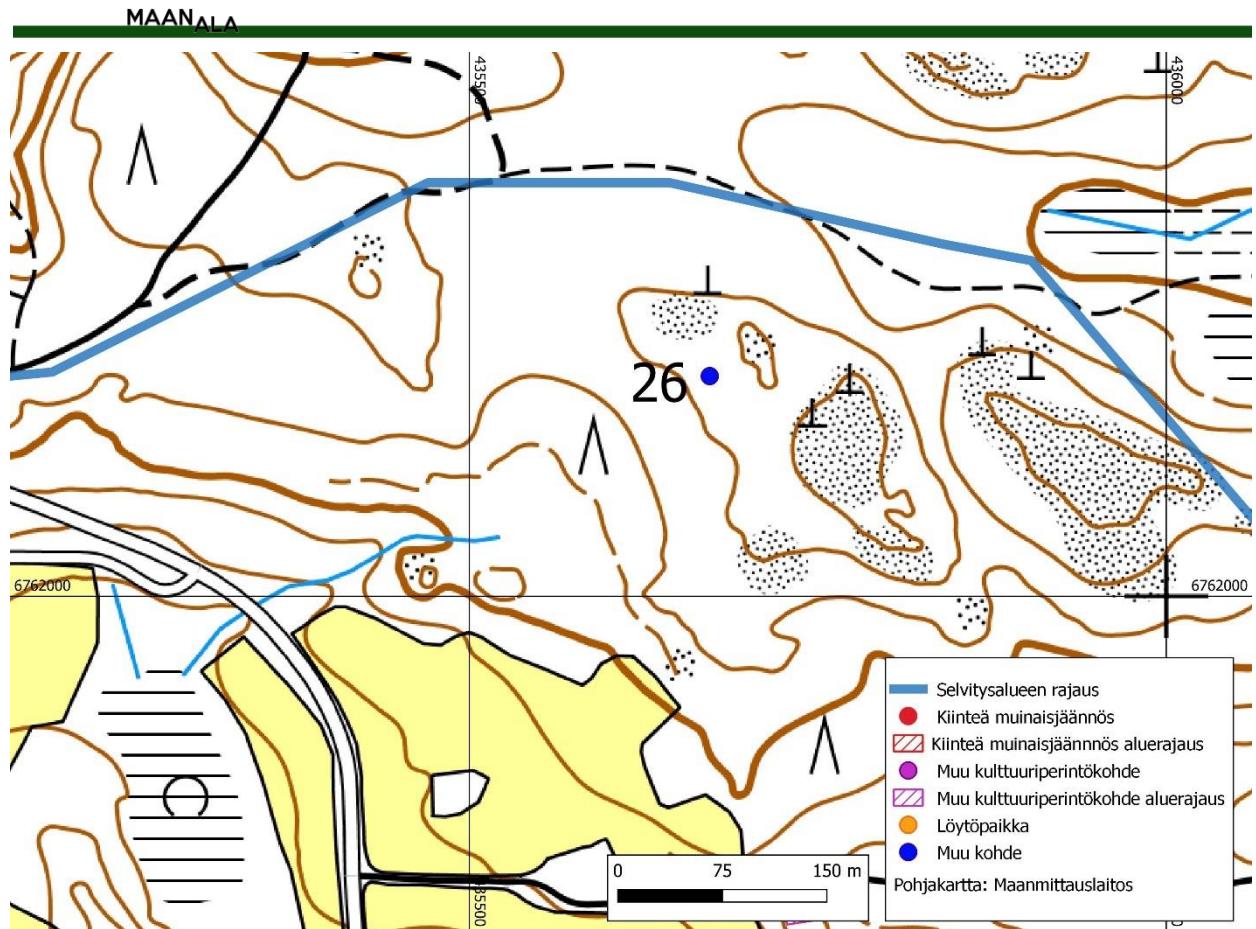 MAANALA
435500
436000
26
6762000
6762000
Selvitysalueen rajaus
Kiinteä muinaisjäännös
Kiinteä muinaisjäännnös aluerajaus
Muu kulttuuriperintökohde
Muu kulttuuriperintökohde aluerajaus
Löytöpaikka
Muu kohde
Pohjakartta: Maanmittauslaitos
0 75 150 m